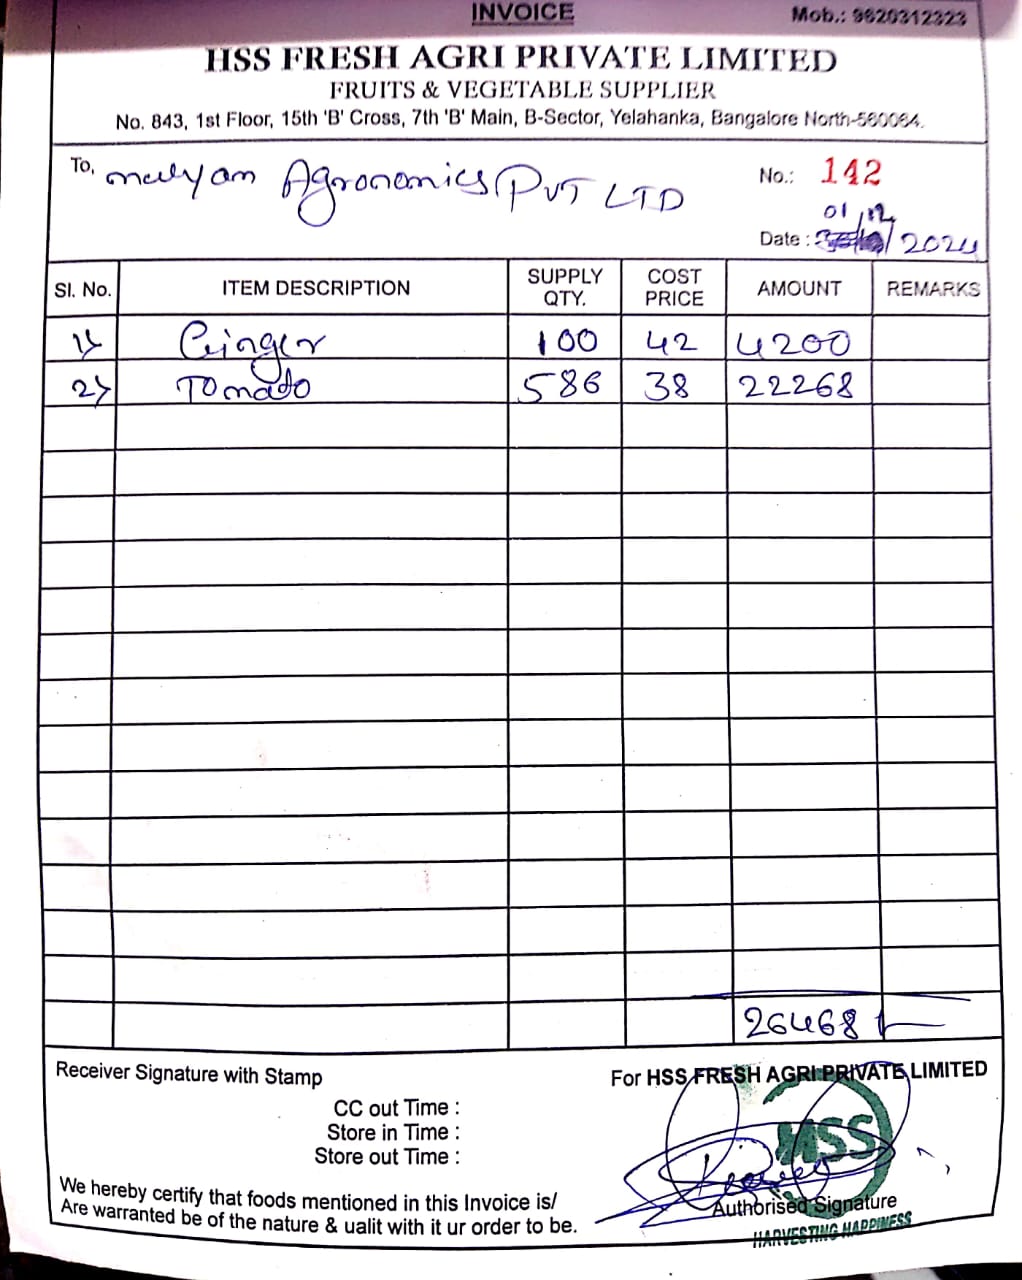 INVOICE
Mob.: 9620312323
HSS FRESH AGRI PRIVATE LIMITED
FRUITS & VEGETABLE SUPPLIER
No. 843, 1st Floor, 15th 'B' Cross, 7th 'B' Main, B-Sector, Yelahanka, Bangalore North-560064.
To, Agronomics PVT LTD
No.: 142
01/12
Date : /2024
Sl. No. ITEM DESCRIPTION SUPPLY QTY. COST PRICE AMOUNT REMARKS
1) Ginger 100 42 4200
2) Tomato 586 38 22268
26468
Receiver Signature with Stamp
For HSS FRESH AGRI PRIVATE LIMITED
CC out Time :
Store in Time :
Store out Time :
HSS
We hereby certify that foods mentioned in this Invoice is/
Are warranted be of the nature & ualit with it ur order to be.
Authorised Signature
HARVESTING HAPPINESS